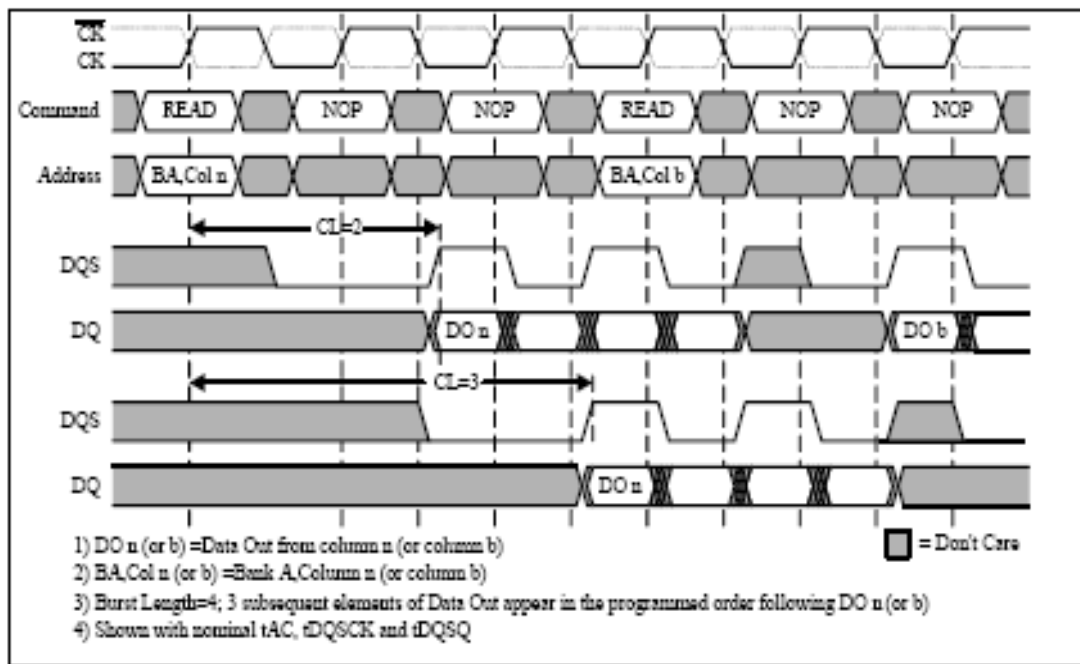 CK
CK
Command READ NOP NOP READ NOP NOP
Address BA,Col n BA,Col b
CL=2
DQS
DQ DO n DO b
CL=3
DQS
DQ DO n
1) DO n (or b) =Data Out from column n (or column b)
2) BA,Col n (or b) =Bank A,Colunm n (or column b)
3) Burst Length=4; 3 subsequent elements of Data Out appear in the programmed order following DO n (or b)
4) Shown with nominal tAC, tDQSCK and tDQSQ
= Don't Care